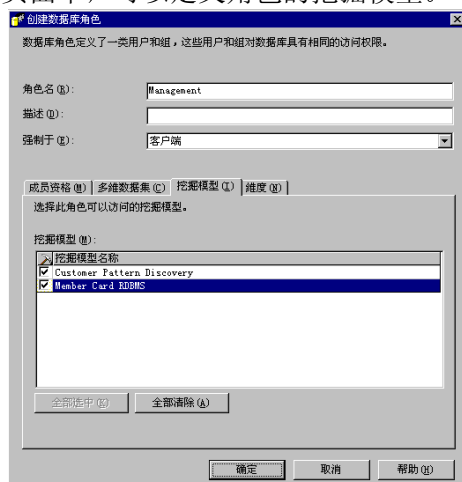 页面中，可以定义角色的挖掘模型。
创建数据库角色
数据库角色定义了一类用户和组，这些用户和组对数据库具有相同的访问权限。
角色名(R): Management
描述(D):
强制于(E): 客户端
成员资格(M) 多维数据集(C) 挖掘模型(I) 维度(N)
选择此角色可以访问的挖掘模型。
挖掘模型(M):
挖掘模型名称
Customer Pattern Discovery
Member Card RDBMS
全部清除(A)
确定 取消 帮助(H)